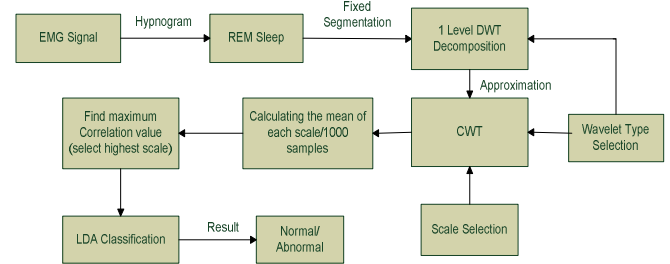 EMG Signal
Hypnogram
REM Sleep
Fixed
Segmentation
1 Level DWT
Decomposition
Approximation
Find maximum
Correlation value
(select highest scale)
Calculating the mean of
each scale/1000
samples
CWT
Wavelet Type
Selection
LDA Classification
Result
Normal/
Abnormal
Scale Selection